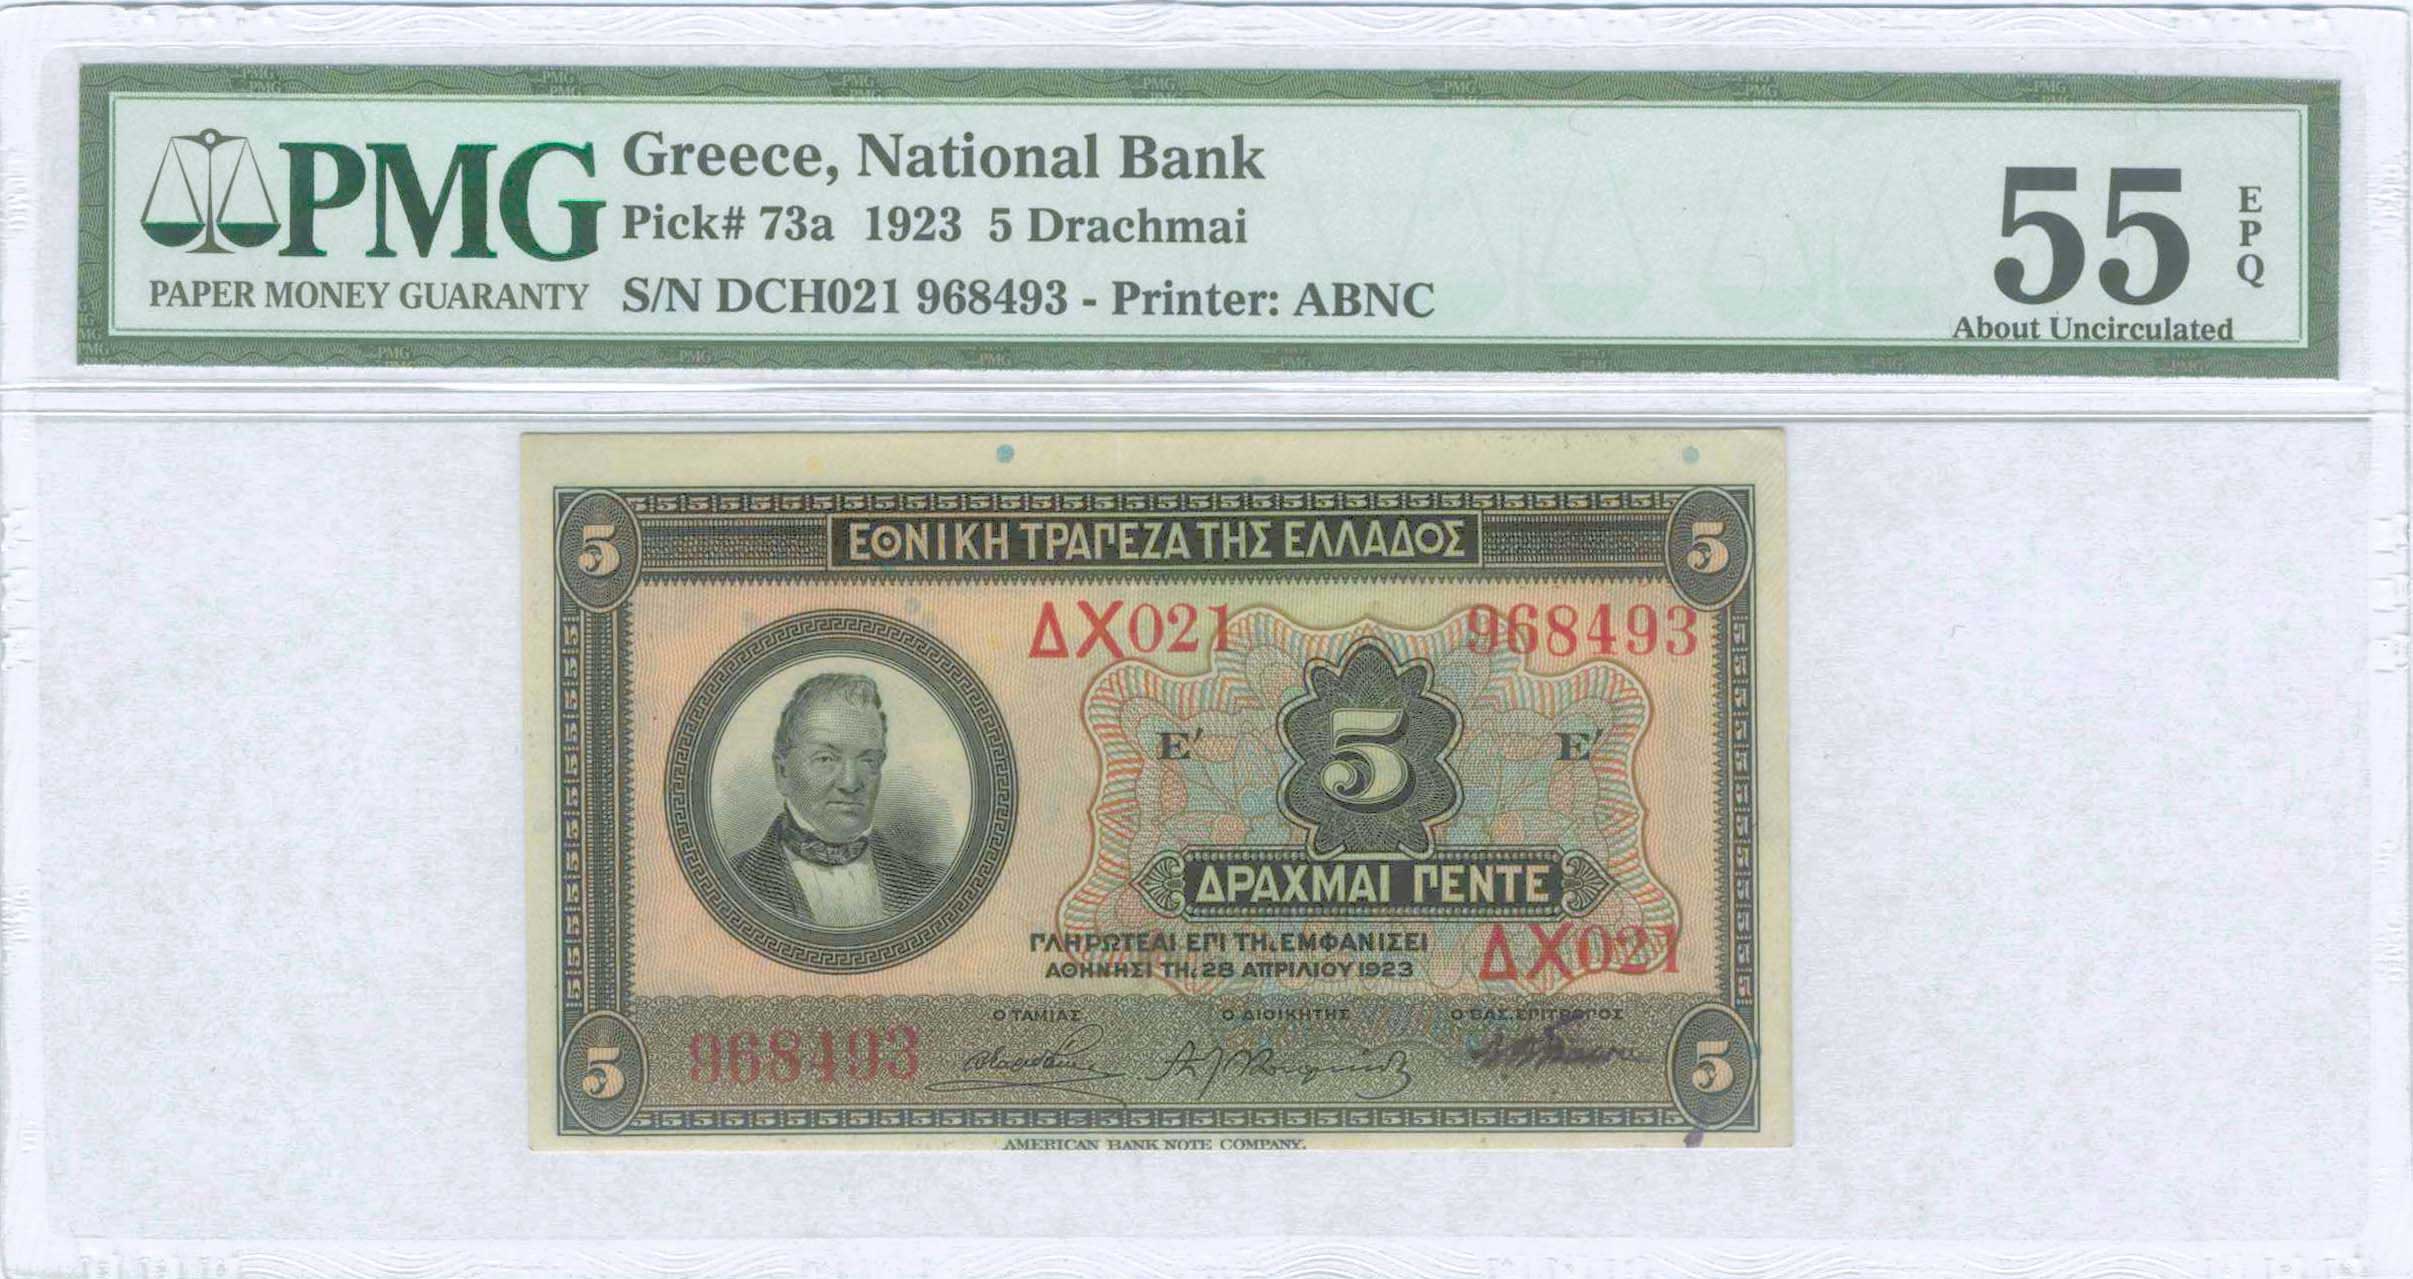 PMG
PAPER MONEY GUARANTY
Greece, National Bank
Pick# 73a 1923 5 Drachmai
S/N DCH021 968493 - Printer: ABNC
55
EPQ
About Uncirculated
5 5
ΕΘΝΙΚΗ ΤΡΑΠΕΖΑ ΤΗΣ ΕΛΛΑΔΟΣ
ΔΧ021 968493
Ε′ 5 Ε′
ΔΡΑΧΜΑΙ ΠΕΝΤΕ
ΠΛΗΡΩΤΕΑΙ ΕΠΙ ΤΗι ΕΜΦΑΝΙΣΕΙ
ΑΘΗΝΗΣΙ ΤΗι 28 ΑΠΡΙΛΙΟΥ 1923
ΔΧ021
Ο ΤΑΜΙΑΣ Ο ΔΙΟΙΚΗΤΗΣ Ο ΒΑΣ. ΕΠΙΤΡΟΠΟΣ
968493
5 5
AMERICAN BANK NOTE COMPANY.